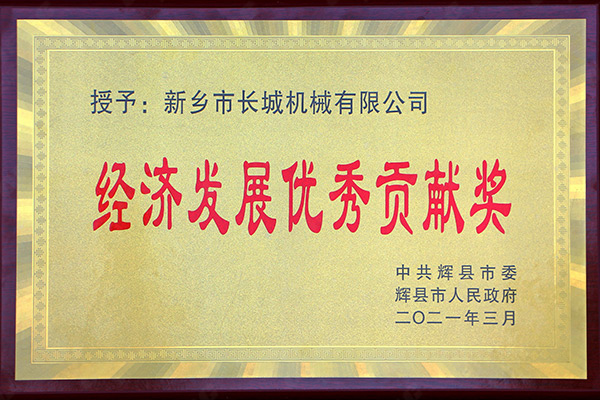 授予：新乡市长城机械有限公司
经济发展优秀贡献奖
中共辉县市委
辉县市人民政府
二〇二一年三月